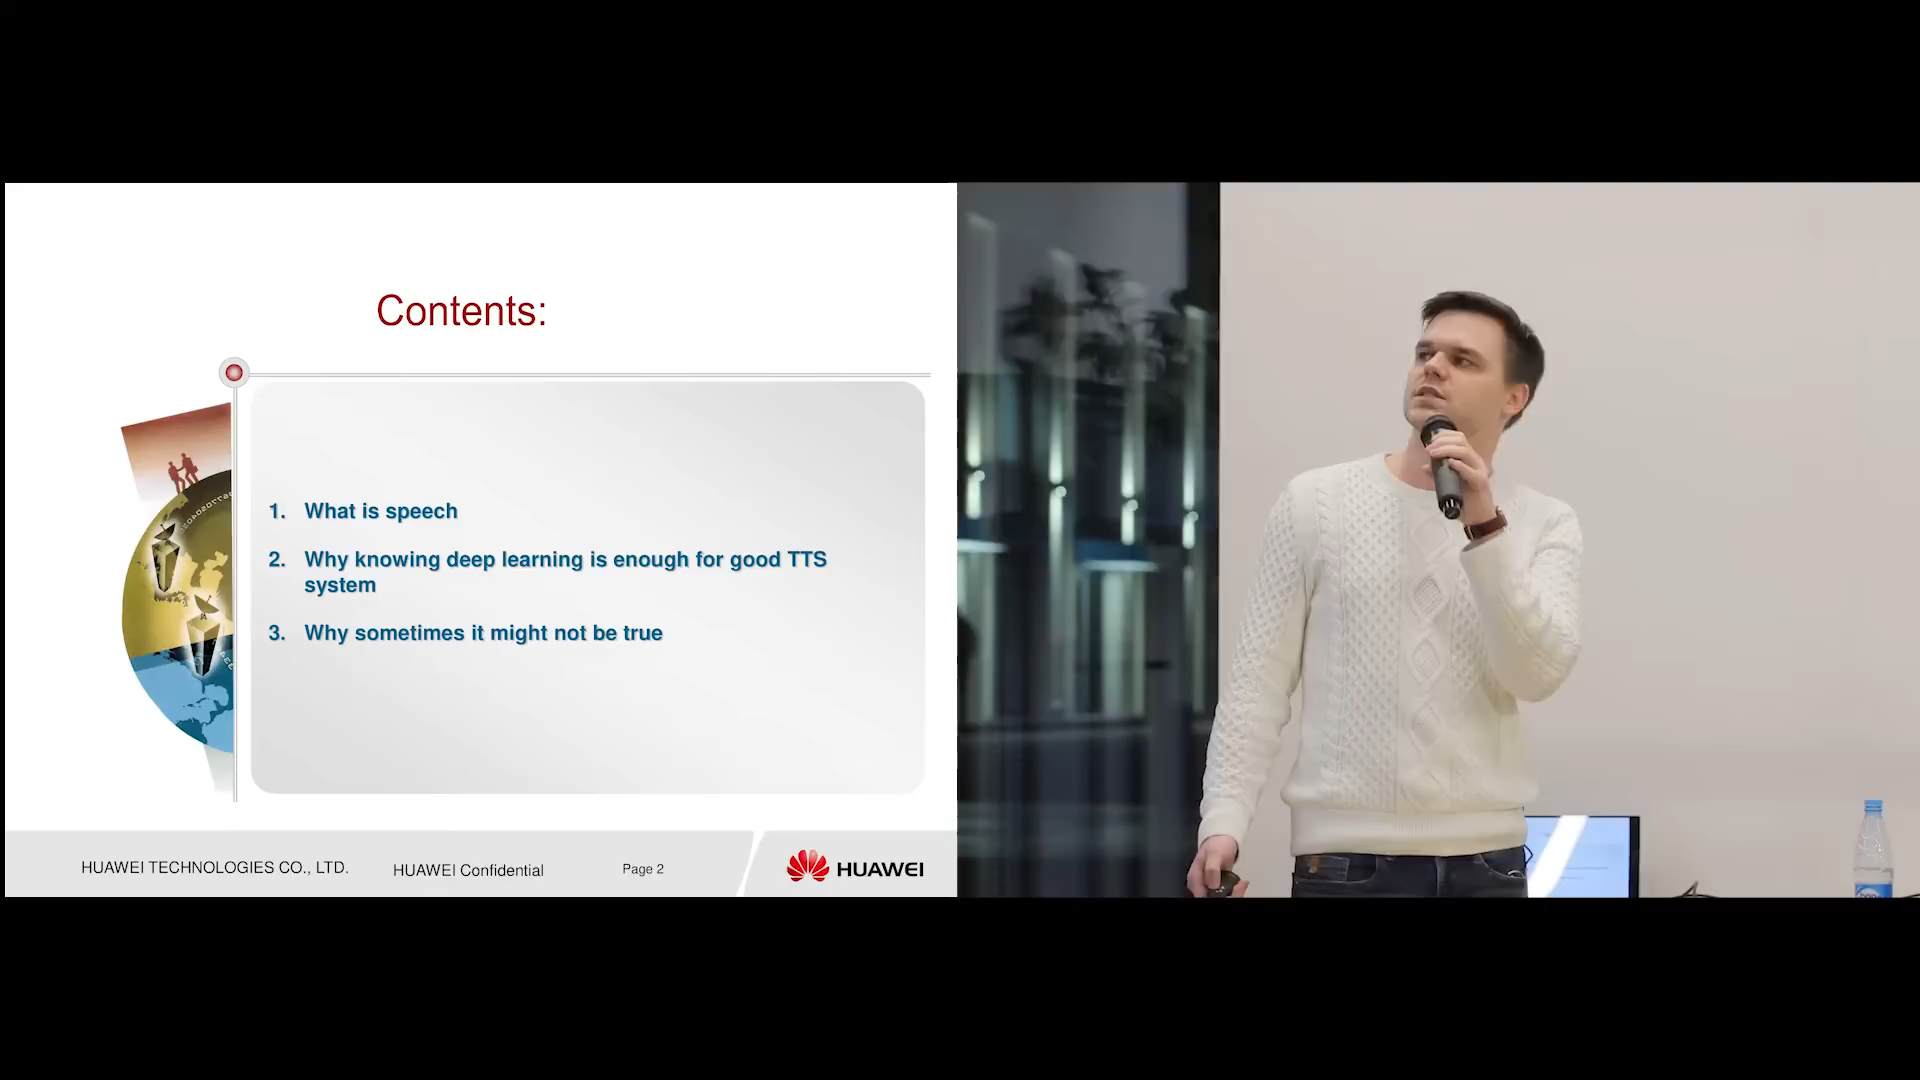 Contents:
1. What is speech
2. Why knowing deep learning is enough for good TTS
system
3. Why sometimes it might not be true
HUAWEI TECHNOLOGIES CO., LTD.
HUAWEI Confidential
Page 2
HUAWEI